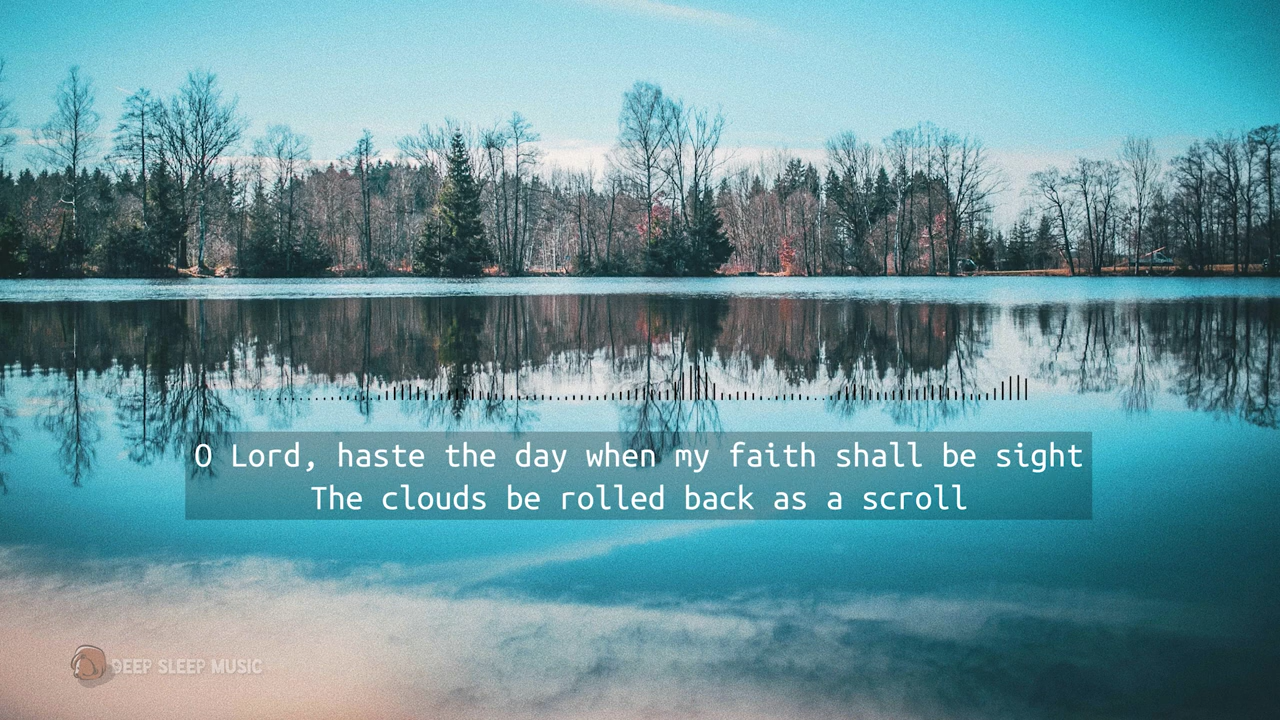 O Lord, haste the day when my faith shall be sight
The clouds be rolled back as a scroll
DEEP SLEEP MUSIC